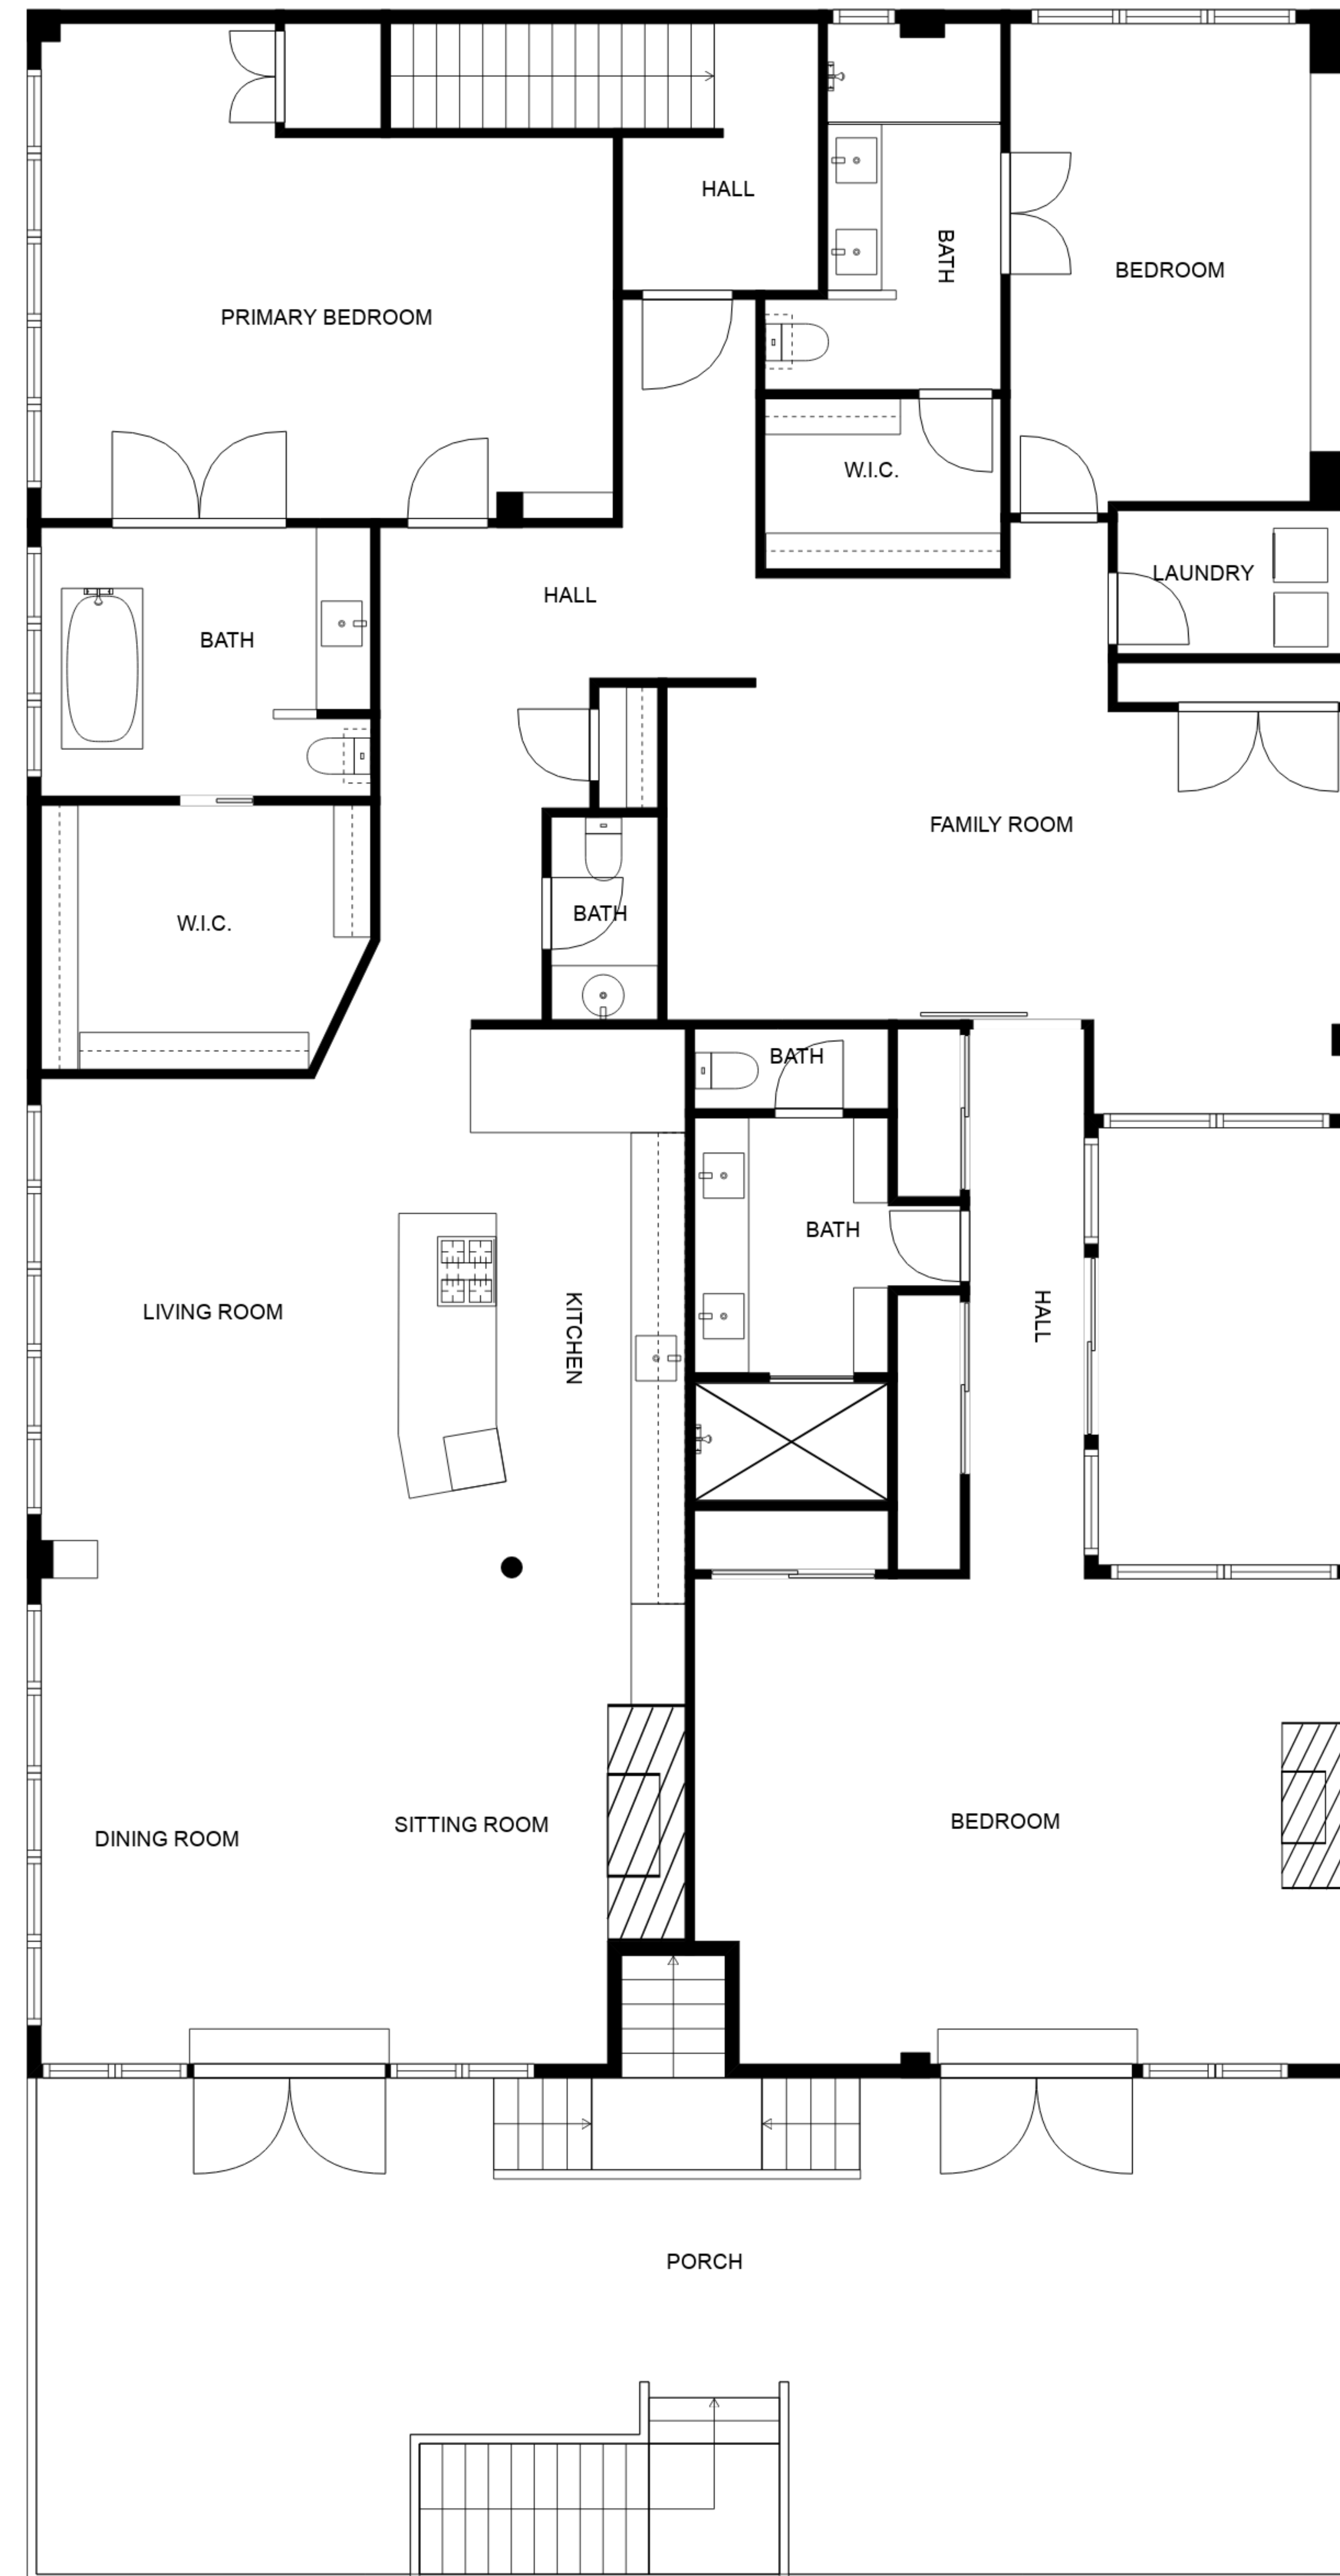 HALL
BATH
BEDROOM
PRIMARY BEDROOM
W.I.C.
LAUNDRY
HALL
BATH
FAMILY ROOM
BATH
W.I.C.
BATH
BATH
HALL
LIVING ROOM
KITCHEN
BEDROOM
SITTING ROOM
DINING ROOM
PORCH